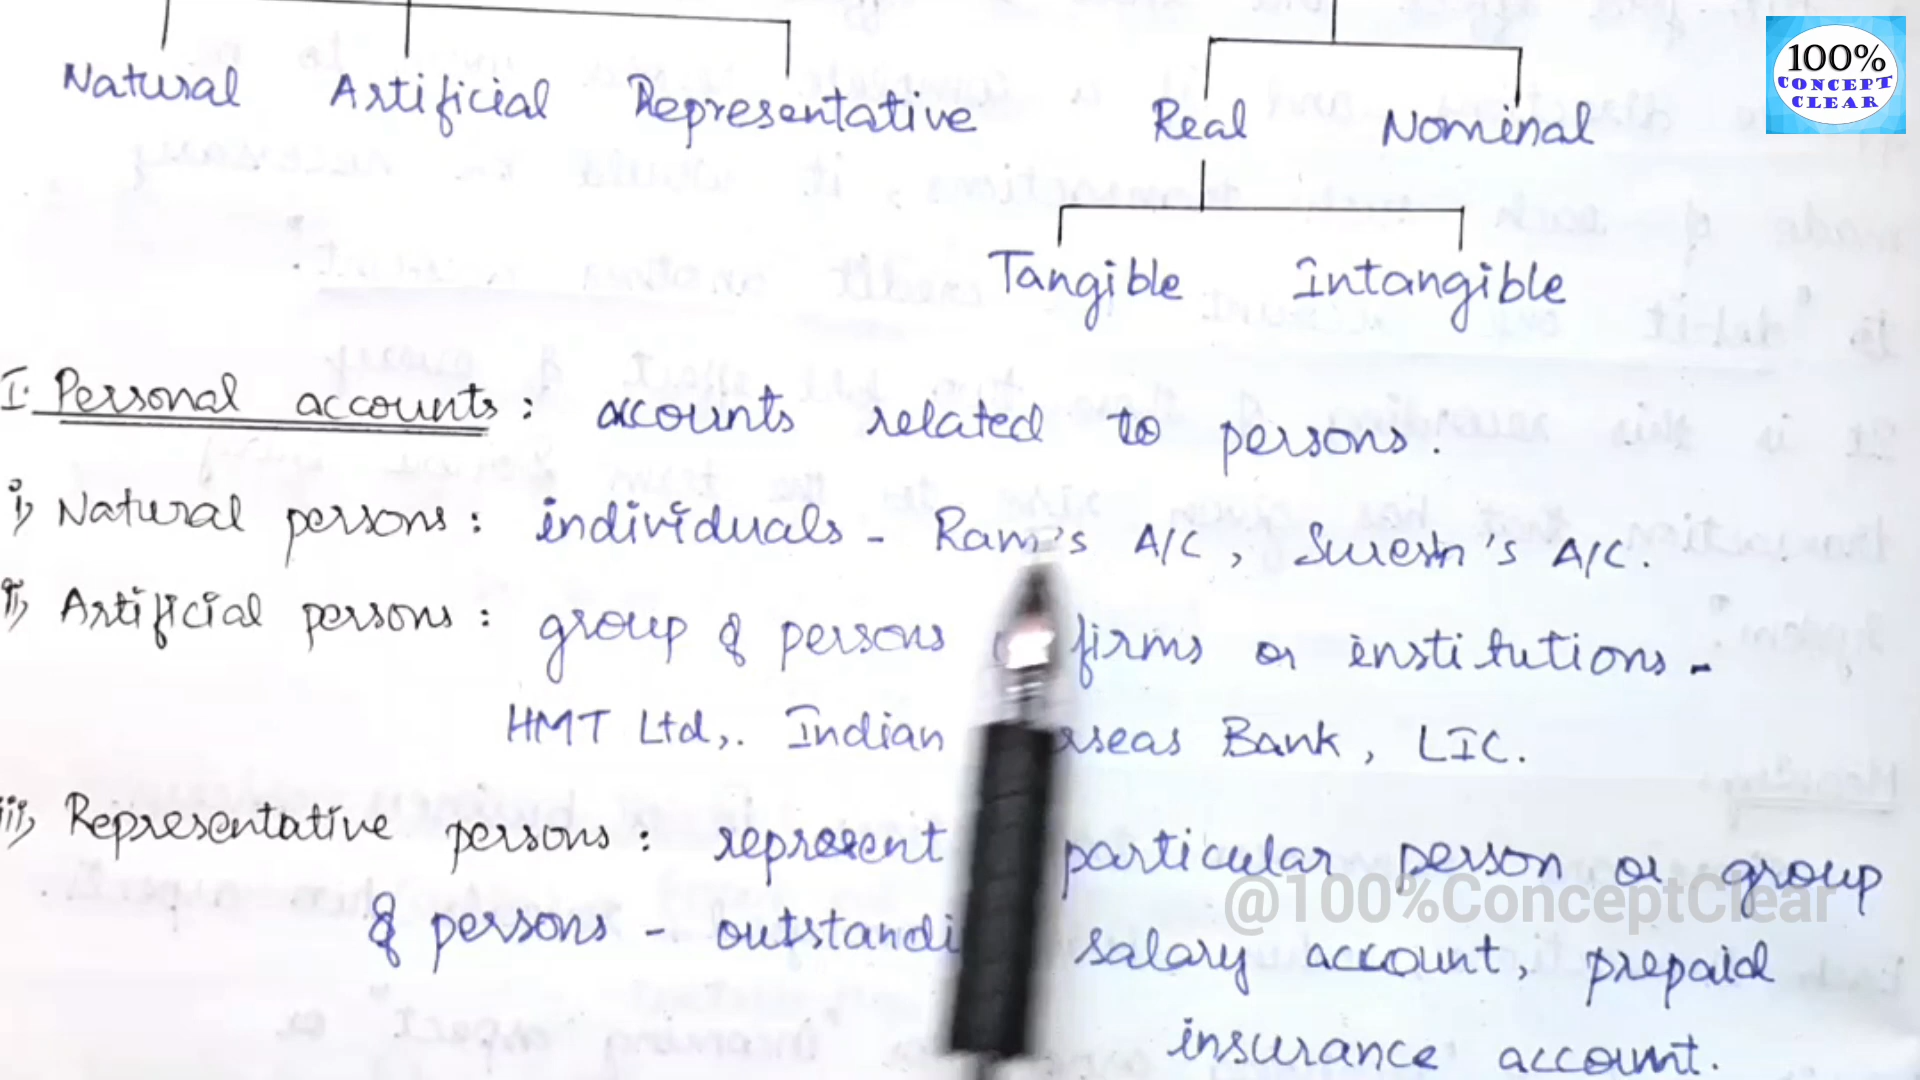 Natural Artificial Representative Real Nominal
Tangible Intangible
I. Personal accounts : accounts related to persons.
i) Natural persons : individuals - Ram's A/C, Suresh's A/C.
ii) Artificial persons : group of persons firms or institutions -
HMT Ltd,. Indian Bank, LIC.
iii) Representative persons : represent particular person or group
of persons - salary account, prepaid
insurance account.
100%
CONCEPT
CLEAR
@100%ConceptClear